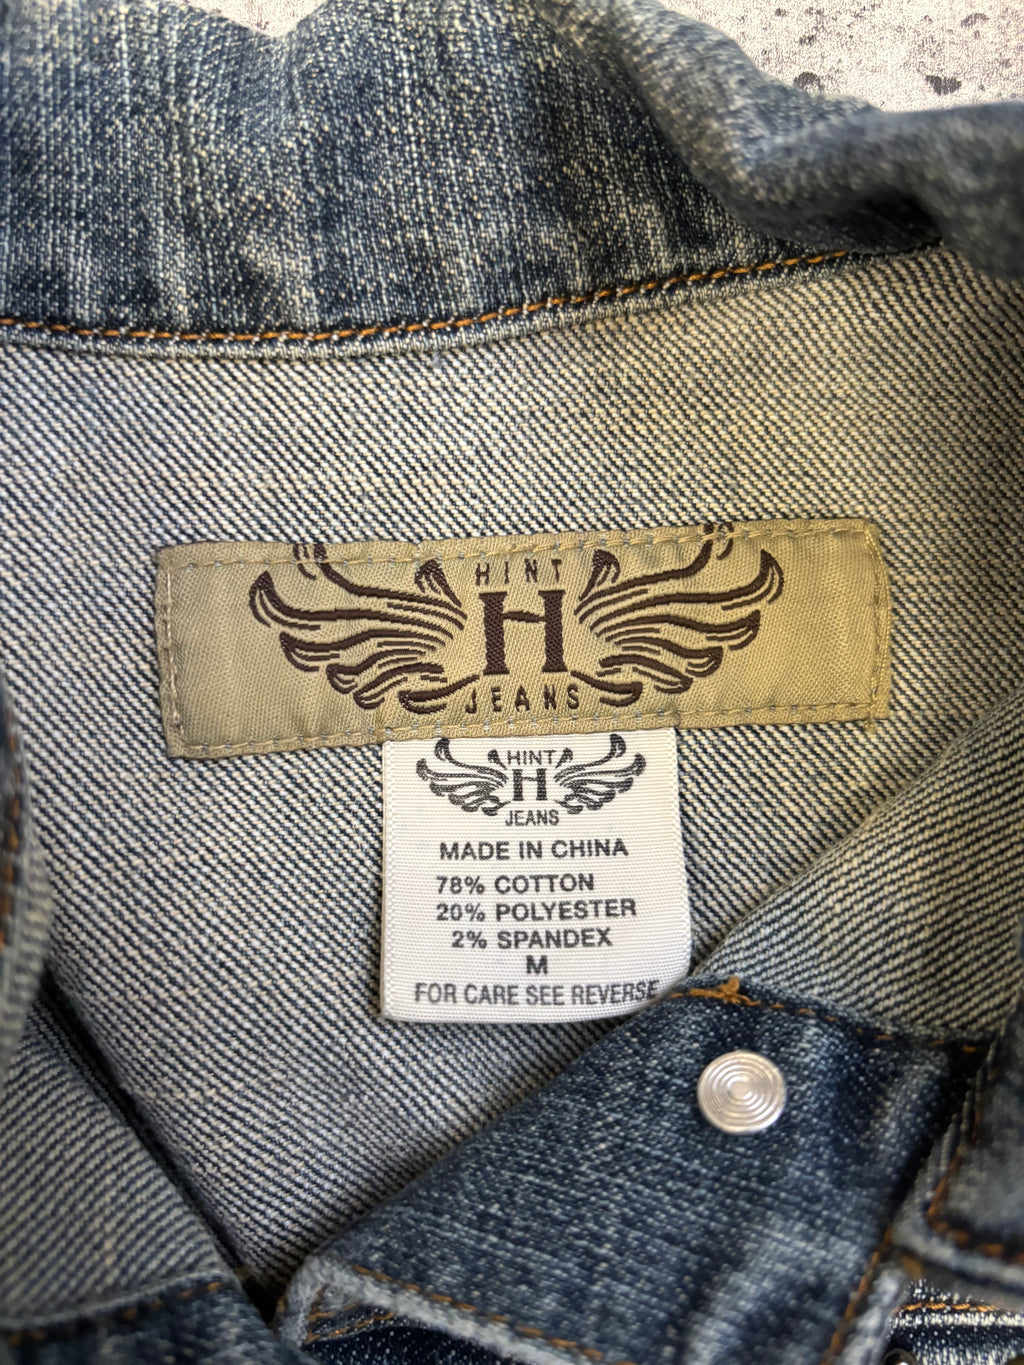 HINT
H
JEANS
HINT
H
JEANS
MADE IN CHINA
78% COTTON
20% POLYESTER
2% SPANDEX
M
FOR CARE SEE REVERSE